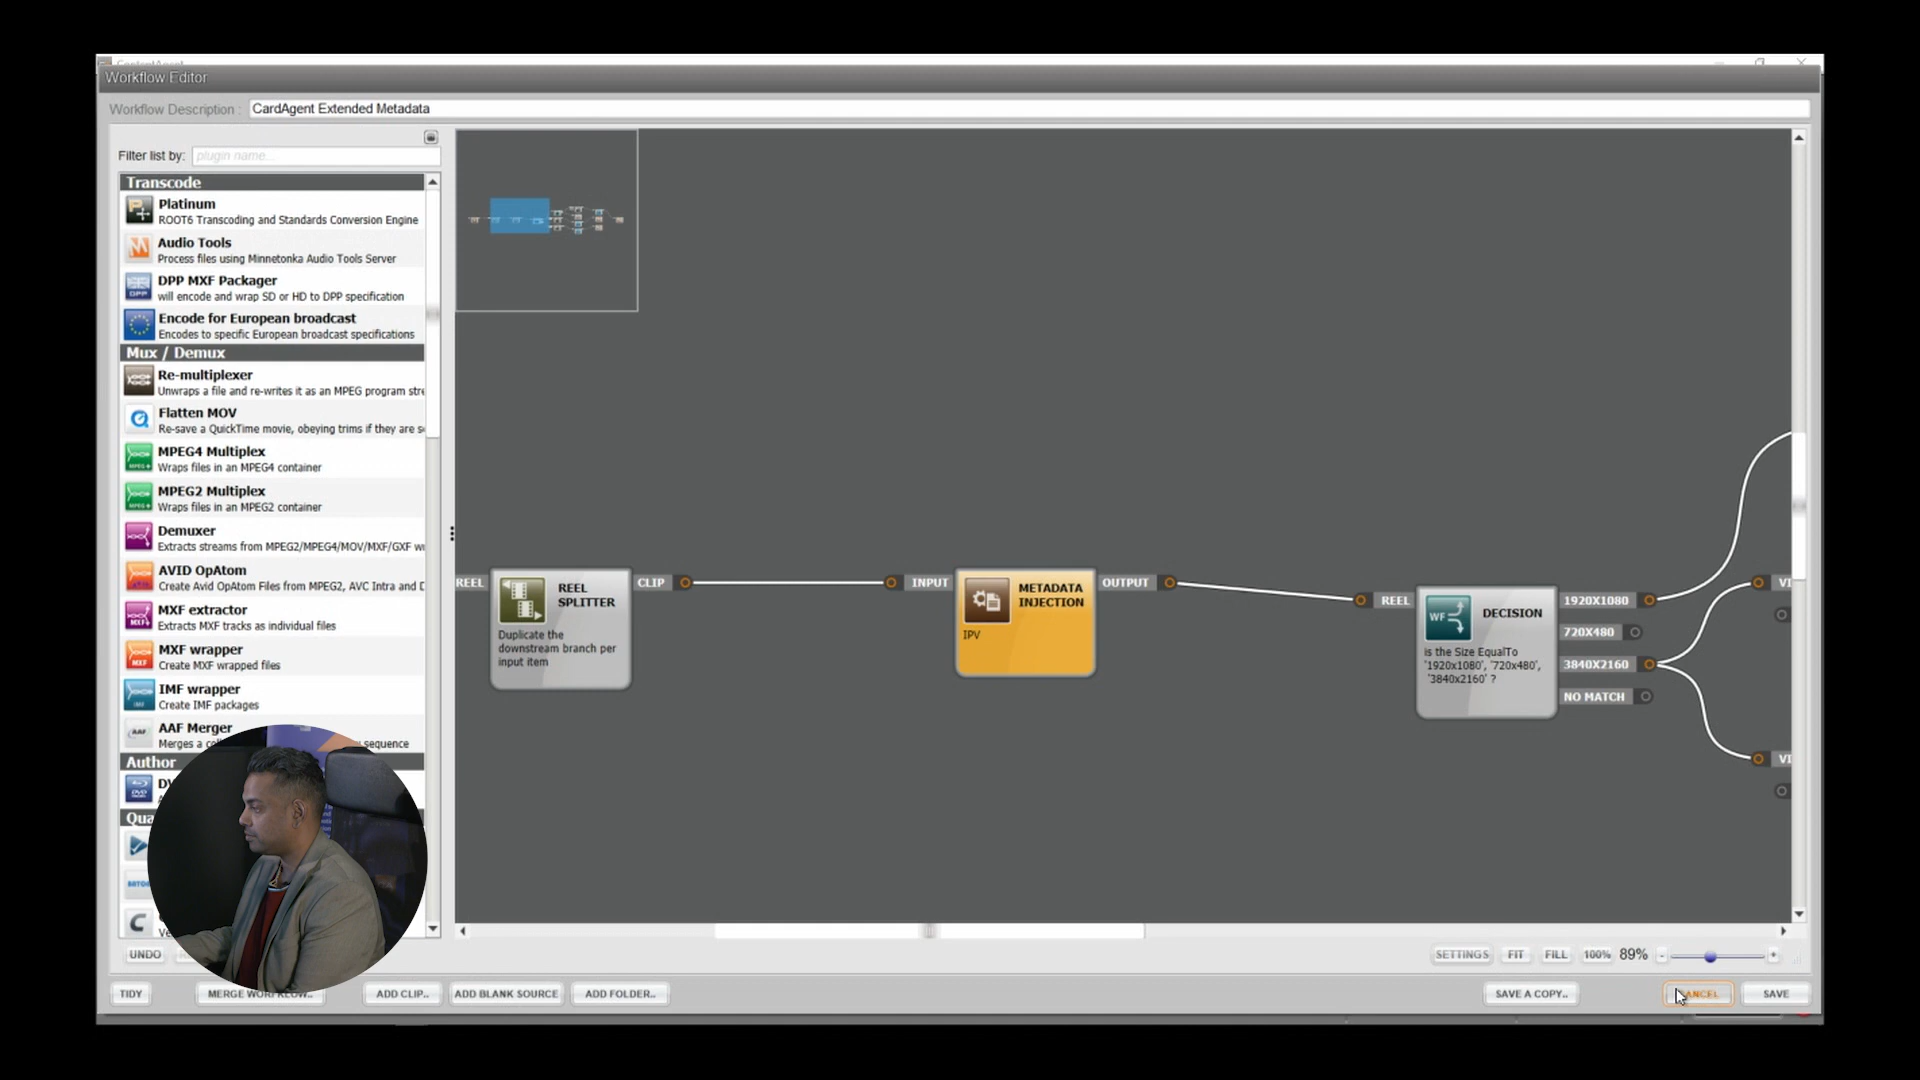 ContentAgent
Workflow Editor
Workflow Description : CardAgent Extended Metadata
Filter list by: plugin name...
Transcode
Platinum
ROOT6 Transcoding and Standards Conversion Engine
Audio Tools
Process files using Minnetonka Audio Tools Server
DPP MXF Packager
will encode and wrap SD or HD to DPP specification
Encode for European broadcast
Encodes to specific European broadcast specifications
Mux / Demux
Re-multiplexer
Unwraps a file and re-writes it as an MPEG program stre
Flatten MOV
Re-save a QuickTime movie, obeying trims if they are s
MPEG4 Multiplex
Wraps files in an MPEG4 container
MPEG2 Multiplex
Wraps files in an MPEG2 container
Demuxer
Extracts streams from MPEG2/MPEG4/MOV/MXF/GXF w
AVID OpAtom
Create Avid OpAtom Files from MPEG2, AVC Intra and D
MXF extractor
Extracts MXF tracks as individual files
MXF wrapper
Create MXF wrapped files
IMF wrapper
Create IMF packages
AAF Merger
Merges a sequence
Author
Qua
REEL
REEL SPLITTER
Duplicate the
downstream branch per
input item
CLIP
INPUT
METADATA INJECTION
IPV
OUTPUT
REEL
WF
DECISION
is the Size EqualTo
'1920x1080', '720x480',
'3840x2160' ?
1920X1080
720X480
3840X2160
NO MATCH
VI
VI
UNDO
SETTINGS
FIT
FILL
100%
89%
- +
TIDY
MERGE WORKFLOW..
ADD CLIP..
ADD BLANK SOURCE
ADD FOLDER..
SAVE A COPY..
CANCEL
SAVE